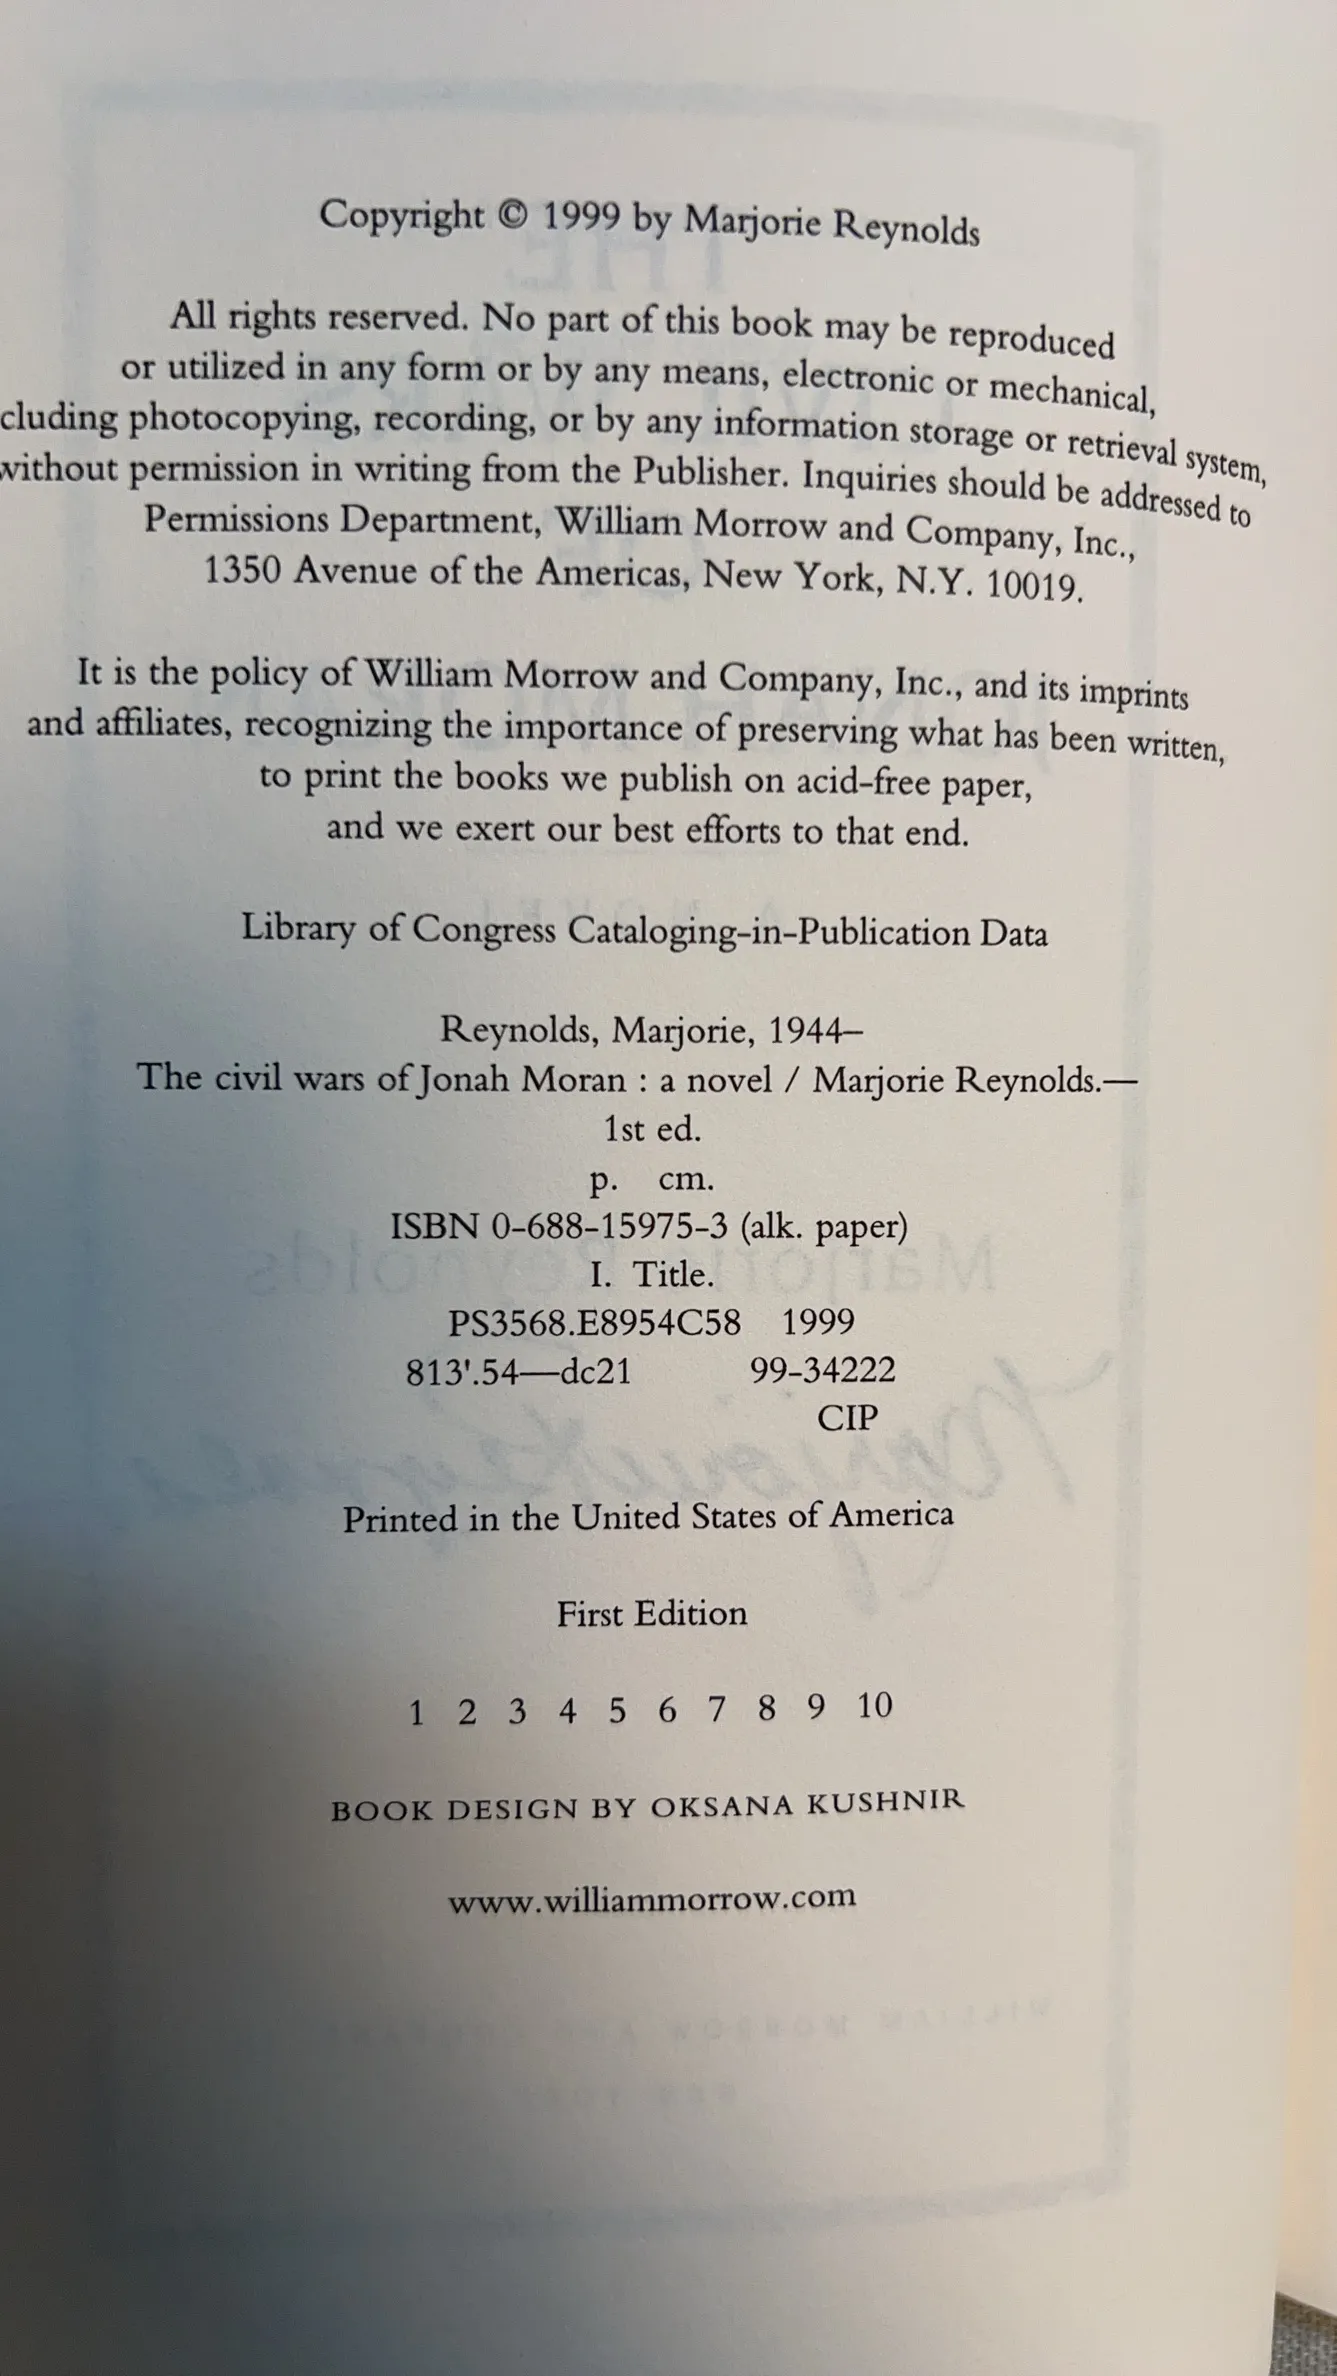 Copyright © 1999 by Marjorie Reynolds
All rights reserved. No part of this book may be reproduced
or utilized in any form or by any means, electronic or mechanical,
cluding photocopying, recording, or by any information storage or retrieval system,
without permission in writing from the Publisher. Inquiries should be addressed to
Permissions Department, William Morrow and Company, Inc.,
1350 Avenue of the Americas, New York, N.Y. 10019.
It is the policy of William Morrow and Company, Inc., and its imprints
and affiliates, recognizing the importance of preserving what has been written,
to print the books we publish on acid-free paper,
and we exert our best efforts to that end.
Library of Congress Cataloging-in-Publication Data
Reynolds, Marjorie, 1944–
The civil wars of Jonah Moran : a novel / Marjorie Reynolds.—
1st ed.
p. cm.
ISBN 0-688-15975-3 (alk. paper)
I. Title.
PS3568.E8954C58 1999
813'.54—dc21 99-34222
CIP
Printed in the United States of America
First Edition
1 2 3 4 5 6 7 8 9 10
BOOK DESIGN BY OKSANA KUSHNIR
www.williammorrow.com